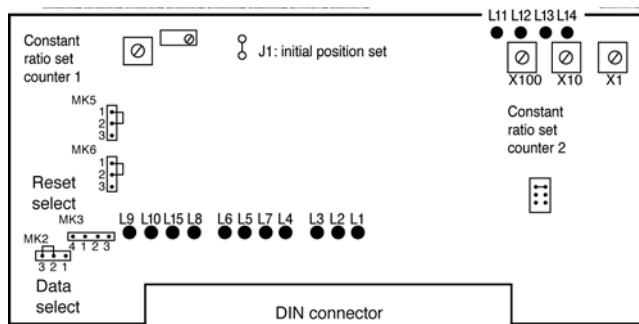 L11 L12 L13 L14
Constant
ratio set
counter 1
J1: initial position set
X100 X10 X1
MK5
1
2
3
Constant
ratio set
counter 2
MK6
1
2
3
Reset
select
MK3
4 1 2 3
L9 L10 L15 L8 L6 L5 L7 L4 L3 L2 L1
MK2
3 2 1
Data
select
DIN connector